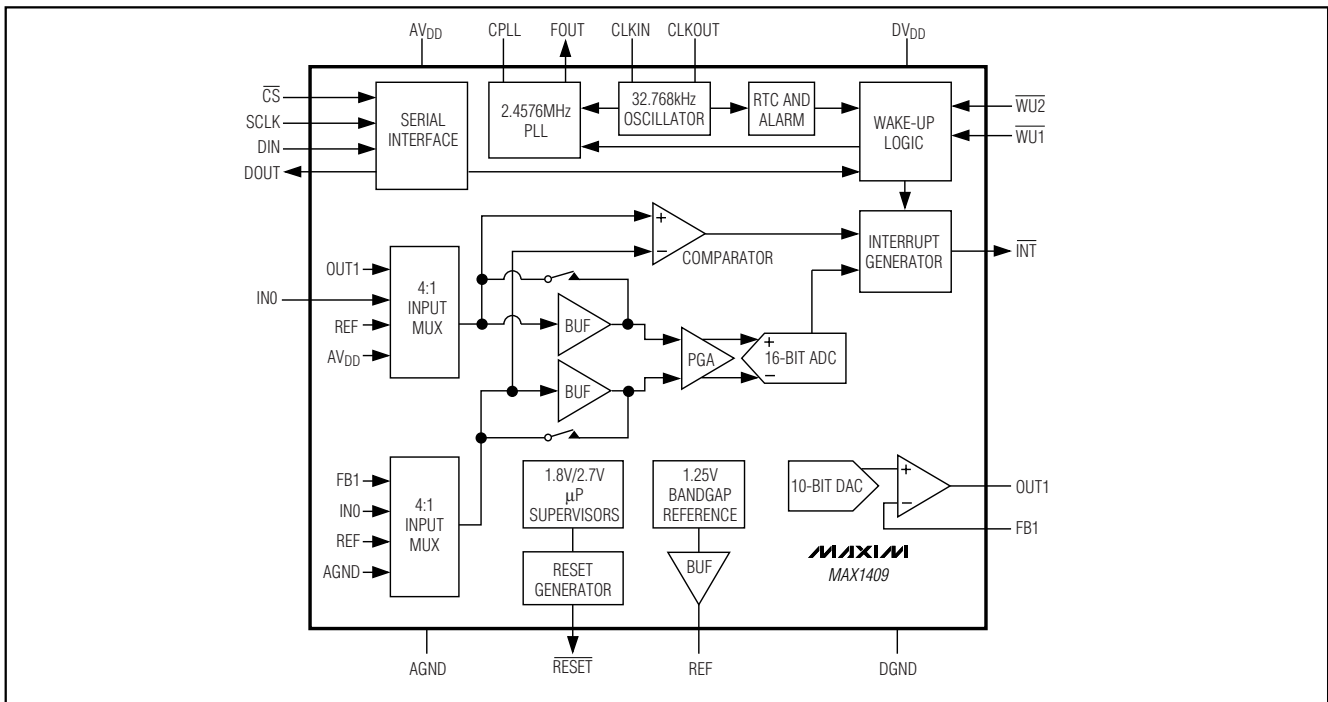 AVDD
CPLL
FOUT
CLKIN
CLKOUT
DVDD
CS
SCLK
DIN
DOUT
SERIAL
INTERFACE
2.4576MHz
PLL
32.768kHz
OSCILLATOR
RTC AND
ALARM
WAKE-UP
LOGIC
WU2
WU1
+
−
COMPARATOR
INTERRUPT
GENERATOR
INT
OUT1
IN0
REF
AVDD
4:1
INPUT
MUX
BUF
BUF
PGA
+
−
16-BIT ADC
FB1
IN0
REF
AGND
4:1
INPUT
MUX
1.8V/2.7V
μP
SUPERVISORS
RESET
GENERATOR
1.25V
BANDGAP
REFERENCE
BUF
10-BIT DAC
+
−
OUT1
FB1
MAXIM
MAX1409
AGND
RESET
REF
DGND